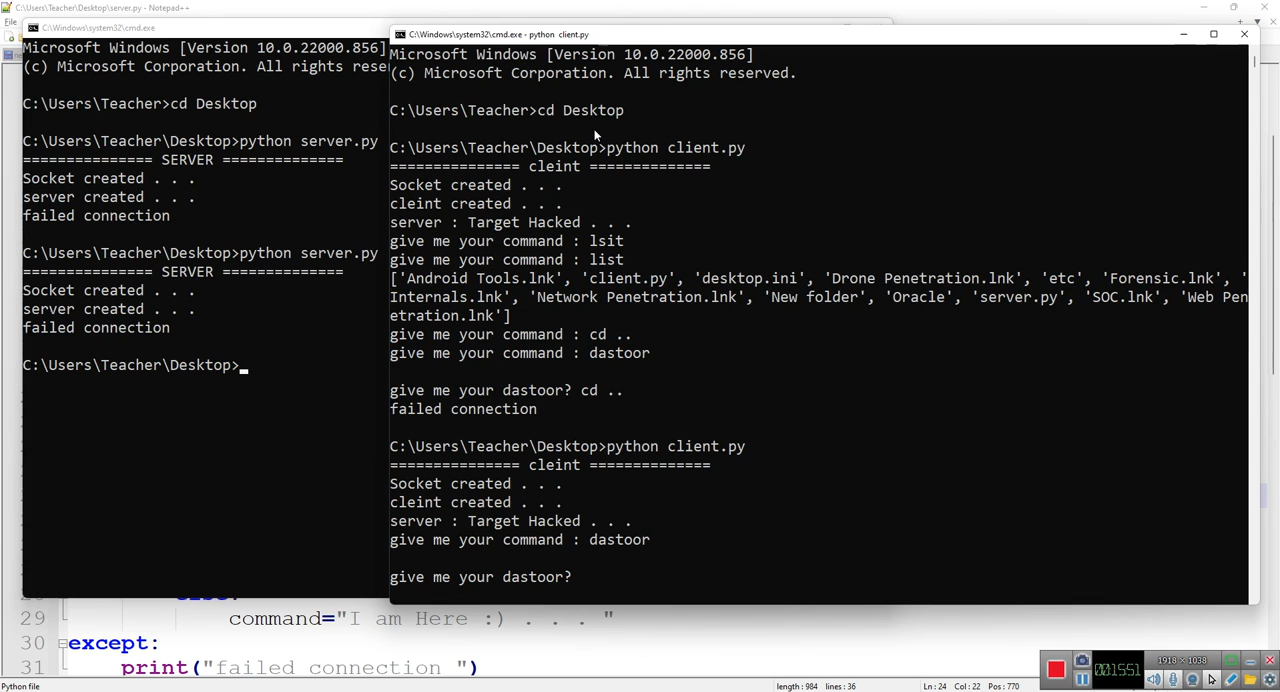 C:\Users\Teacher\Desktop\server.py - Notepad++
File
C:\Windows\system32\cmd.exe
Microsoft Windows [Version 10.0.22000.856]
(c) Microsoft Corporation. All rights rese
C:\Users\Teacher>cd Desktop
C:\Users\Teacher\Desktop>python server.py
=============== SERVER ==============
Socket created . . .
server created . . .
failed connection
C:\Users\Teacher\Desktop>python server.py
=============== SERVER ==============
Socket created . . .
server created . . .
failed connection
C:\Users\Teacher\Desktop>
C:\Windows\system32\cmd.exe - python client.py
Microsoft Windows [Version 10.0.22000.856]
(c) Microsoft Corporation. All rights reserved.
C:\Users\Teacher>cd Desktop
C:\Users\Teacher\Desktop>python client.py
=============== cleint ==============
Socket created . . .
cleint created . . .
server : Target Hacked . . .
give me your command : lsit
give me your command : list
['Android Tools.lnk', 'client.py', 'desktop.ini', 'Drone Penetration.lnk', 'etc', 'Forensic.lnk', '
Internals.lnk', 'Network Penetration.lnk', 'New folder', 'Oracle', 'server.py', 'SOC.lnk', 'Web Pen
etration.lnk']
give me your command : cd ..
give me your command : dastoor
give me your dastoor? cd ..
failed connection
C:\Users\Teacher\Desktop>python client.py
=============== cleint ==============
Socket created . . .
cleint created . . .
server : Target Hacked . . .
give me your command : dastoor
give me your dastoor?
29 command="I am Here :) . . . "
30 except:
31 print("failed connection ")
Python file length : 984 lines : 36 Ln : 24 Col : 22 Pos : 770
001551 1918 × 1038